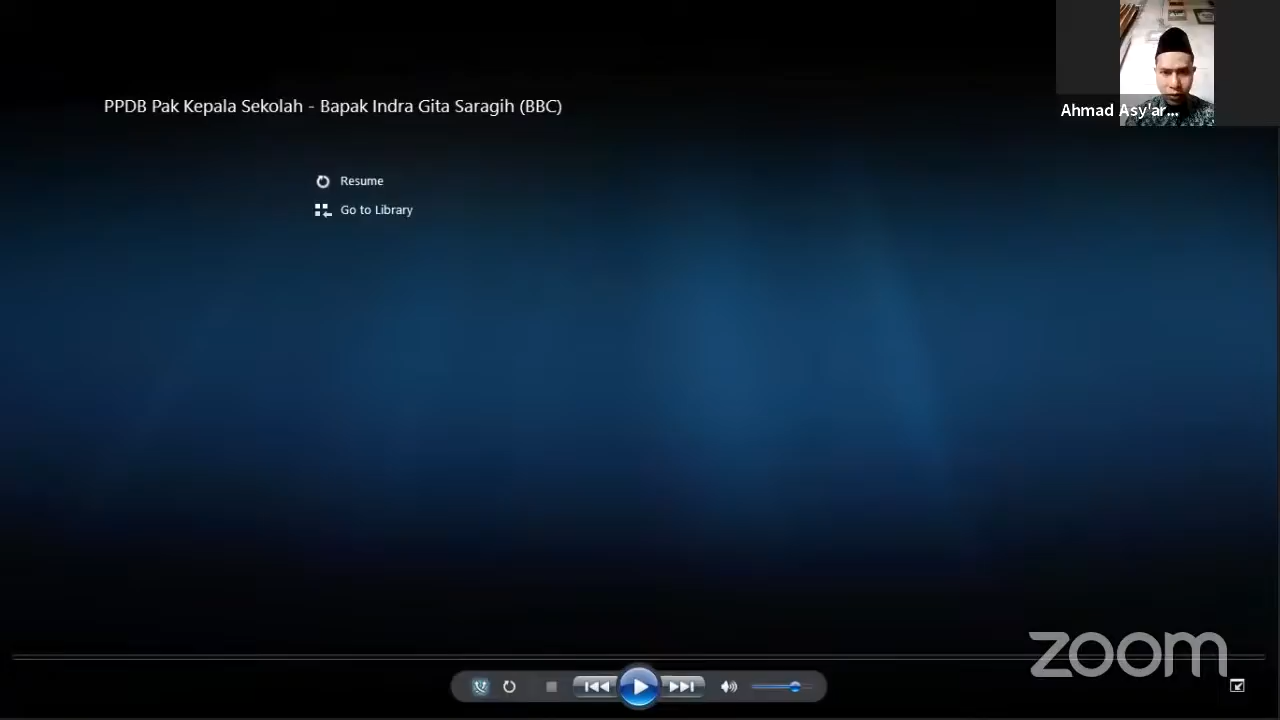 PPDB Pak Kepala Sekolah - Bapak Indra Gita Saragih (BBC)
Ahmad Asy'ar...
Resume
Go to Library
zoom